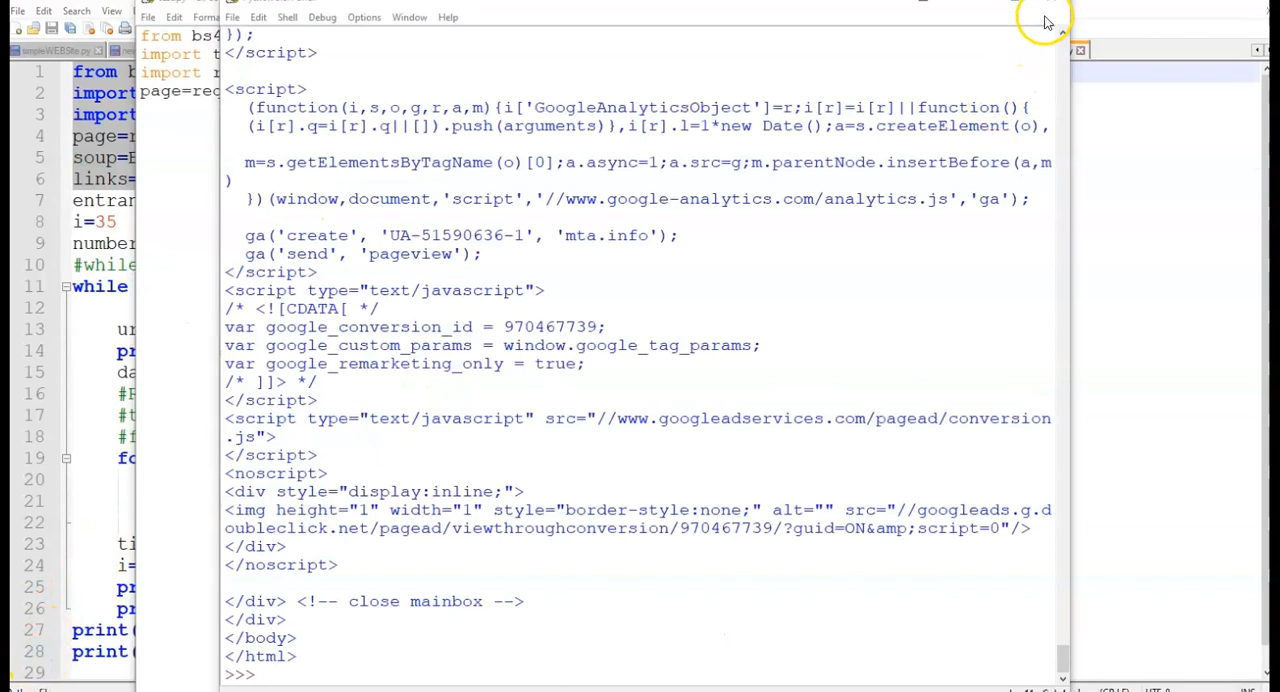 File Edit Search View
File Edit Forma
File Edit Shell Debug Options Window Help
simpleWEBSite.py
1 from b
2 import
3 import
4 page=r
5 soup=B
6 links=
7 entran
8 i=35
9 number
10 #while
11 while
12
13 ur
14 pr
15 da
16 #R
17 #t
18 #f
19 fo
20
21
22
23 ti
24 i=
25 pr
26 pr
27 print(
28 print(
29
from bs4
import t
import r
page=req
});
</script>
<script>
(function(i,s,o,g,r,a,m){i['GoogleAnalyticsObject']=r;i[r]=i[r]||function(){
(i[r].q=i[r].q||[]).push(arguments)},i[r].l=1*new Date();a=s.createElement(o),
m=s.getElementsByTagName(o)[0];a.async=1;a.src=g;m.parentNode.insertBefore(a,m
)
})(window,document,'script','//www.google-analytics.com/analytics.js','ga');
ga('create', 'UA-51590636-1', 'mta.info');
ga('send', 'pageview');
</script>
<script type="text/javascript">
/* <![CDATA[ */
var google_conversion_id = 970467739;
var google_custom_params = window.google_tag_params;
var google_remarketing_only = true;
/* ]]> */
</script>
<script type="text/javascript" src="//www.googleadservices.com/pagead/conversion
.js">
</script>
<noscript>
<div style="display:inline;">
<img height="1" width="1" style="border-style:none;" alt="" src="//googleads.g.d
oubleclick.net/pagead/viewthroughconversion/970467739/?guid=ON&amp;script=0"/>
</div>
</noscript>
</div> <!-- close mainbox -->
</div>
</body>
</html>
>>>